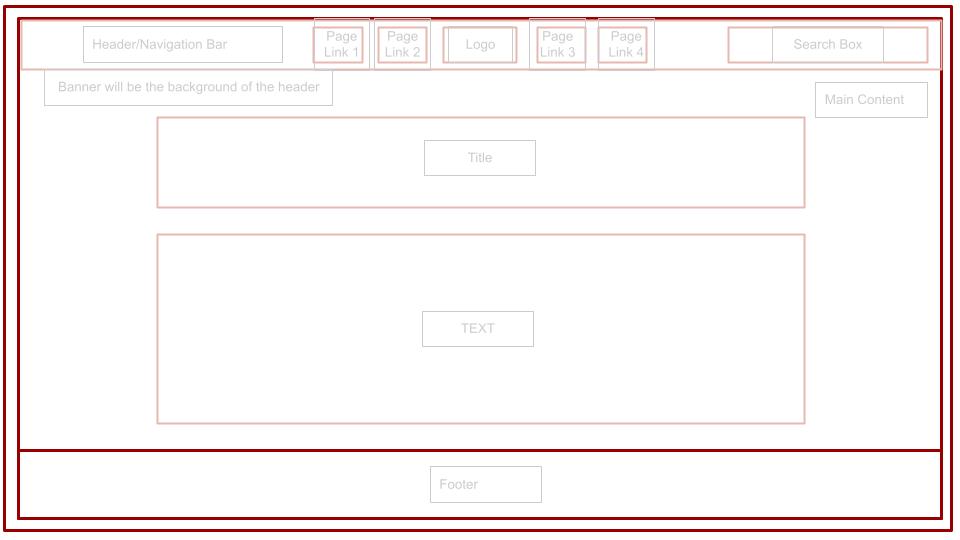 Header/Navigation Bar
Page
Link 1
Page
Link 2
Logo
Page
Link 3
Page
Link 4
Search Box
Banner will be the background of the header
Main Content
Title
TEXT
Footer